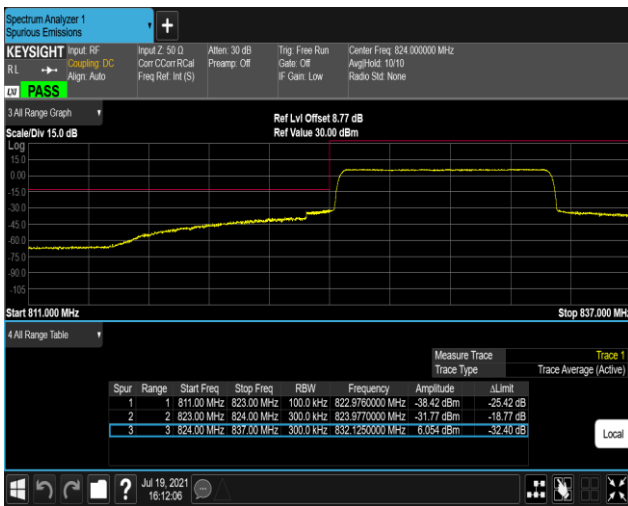 Spectrum Analyzer 1
Spurious Emissions
+
KEYSIGHT Input: RF Input Z: 50 Ω Atten: 30 dB Trig: Free Run Center Freq: 824.000000 MHz
RL Coupling: DC Corr CCorr RCal Preamp: Off Gate: Off Avg|Hold: 10/10
Align: Auto Freq Ref: Int (S) IF Gain: Low Radio Std: None
LXI PASS
3 All Range Graph
Ref Lvl Offset 8.77 dB
Scale/Div 15.0 dB Ref Value 30.00 dBm
Log
15.0
0.00
-15.0
-30.0
-45.0
-60.0
-75.0
-90.0
-105
Start 811.000 MHz Stop 837.000 MHz
4 All Range Table
Measure Trace Trace 1
Trace Type Trace Average (Active)
Spur Range Start Freq Stop Freq RBW Frequency Amplitude ΔLimit
1 1 811.00 MHz 823.00 MHz 100.0 kHz 822.9760000 MHz -38.42 dBm -25.42 dB
2 2 823.00 MHz 824.00 MHz 300.0 kHz 823.9770000 MHz -31.77 dBm -18.77 dB
3 3 824.00 MHz 837.00 MHz 300.0 kHz 832.1250000 MHz 6.054 dBm -32.40 dB
Local
? Jul 19, 2021
16:12:06